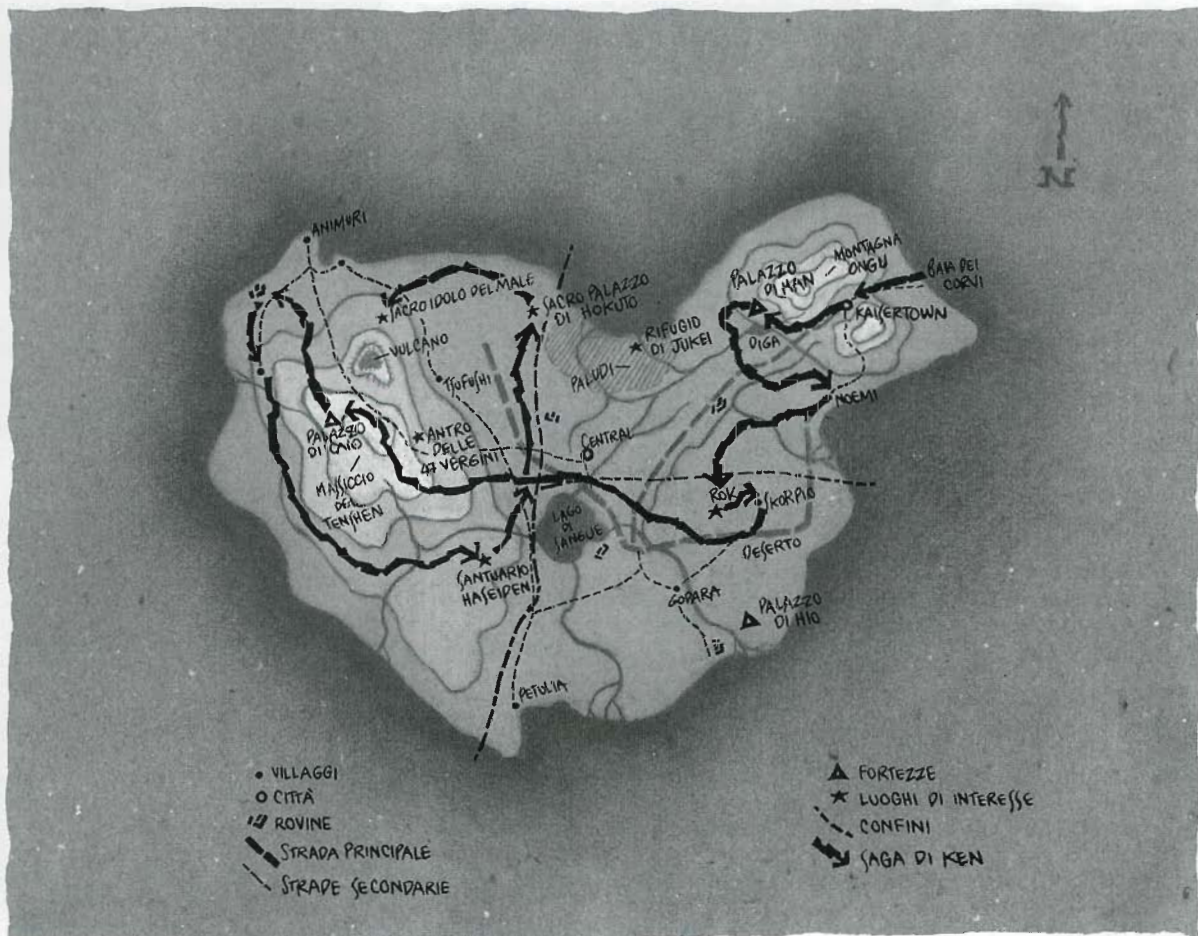 N
ANIMURI
SACRO IDOLO DEL MALE
SACRO PALAZZO
DI HOKUTO
PALAZZO
DI HAN
MONTAGNA
ONGU
BAIA DEI
CORVI
KAISERTOWN
DIGA
RIFUGIO
DI JUKEI
PALUDI
VULCANO
TSUFUSHI
NOEMI
PALAZZO
DI CAIO
ANTRO
DELLE
47 VERGINI
CENTRAL
MASSICCIO
DEL
TENSHEN
ROK
SKORPIO
LAGO
DI
SANGUE
DESERTO
SANTUARIO
HASEIDEN
GOPARA
PALAZZO
DI HIO
PETULIA
VILLAGGI
CITTÀ
ROVINE
STRADA PRINCIPALE
STRADE SECONDARIE
FORTEZZE
LUOGHI DI INTERESSE
CONFINI
SAGA DI KEN